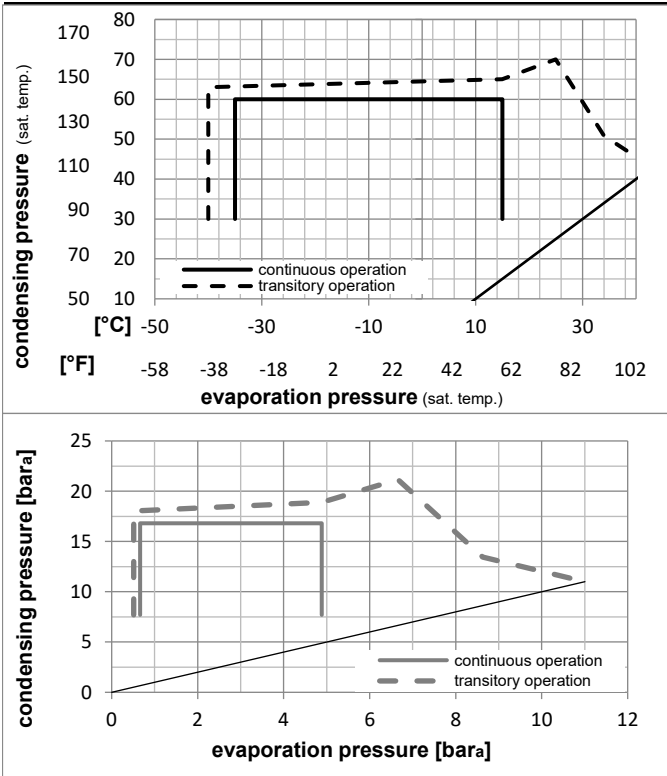 condensing pressure (sat. temp.)
170 80
150 70
60
130 50
110 40
90 30
70 20
50 10
continuous operation
transitory operation
[°C] -50 -30 -10 10 30
[°F] -58 -38 -18 2 22 42 62 82 102
evaporation pressure (sat. temp.)
condensing pressure [bara]
25
20
15
10
5
0
continuous operation
transitory operation
0 2 4 6 8 10 12
evaporation pressure [bara]